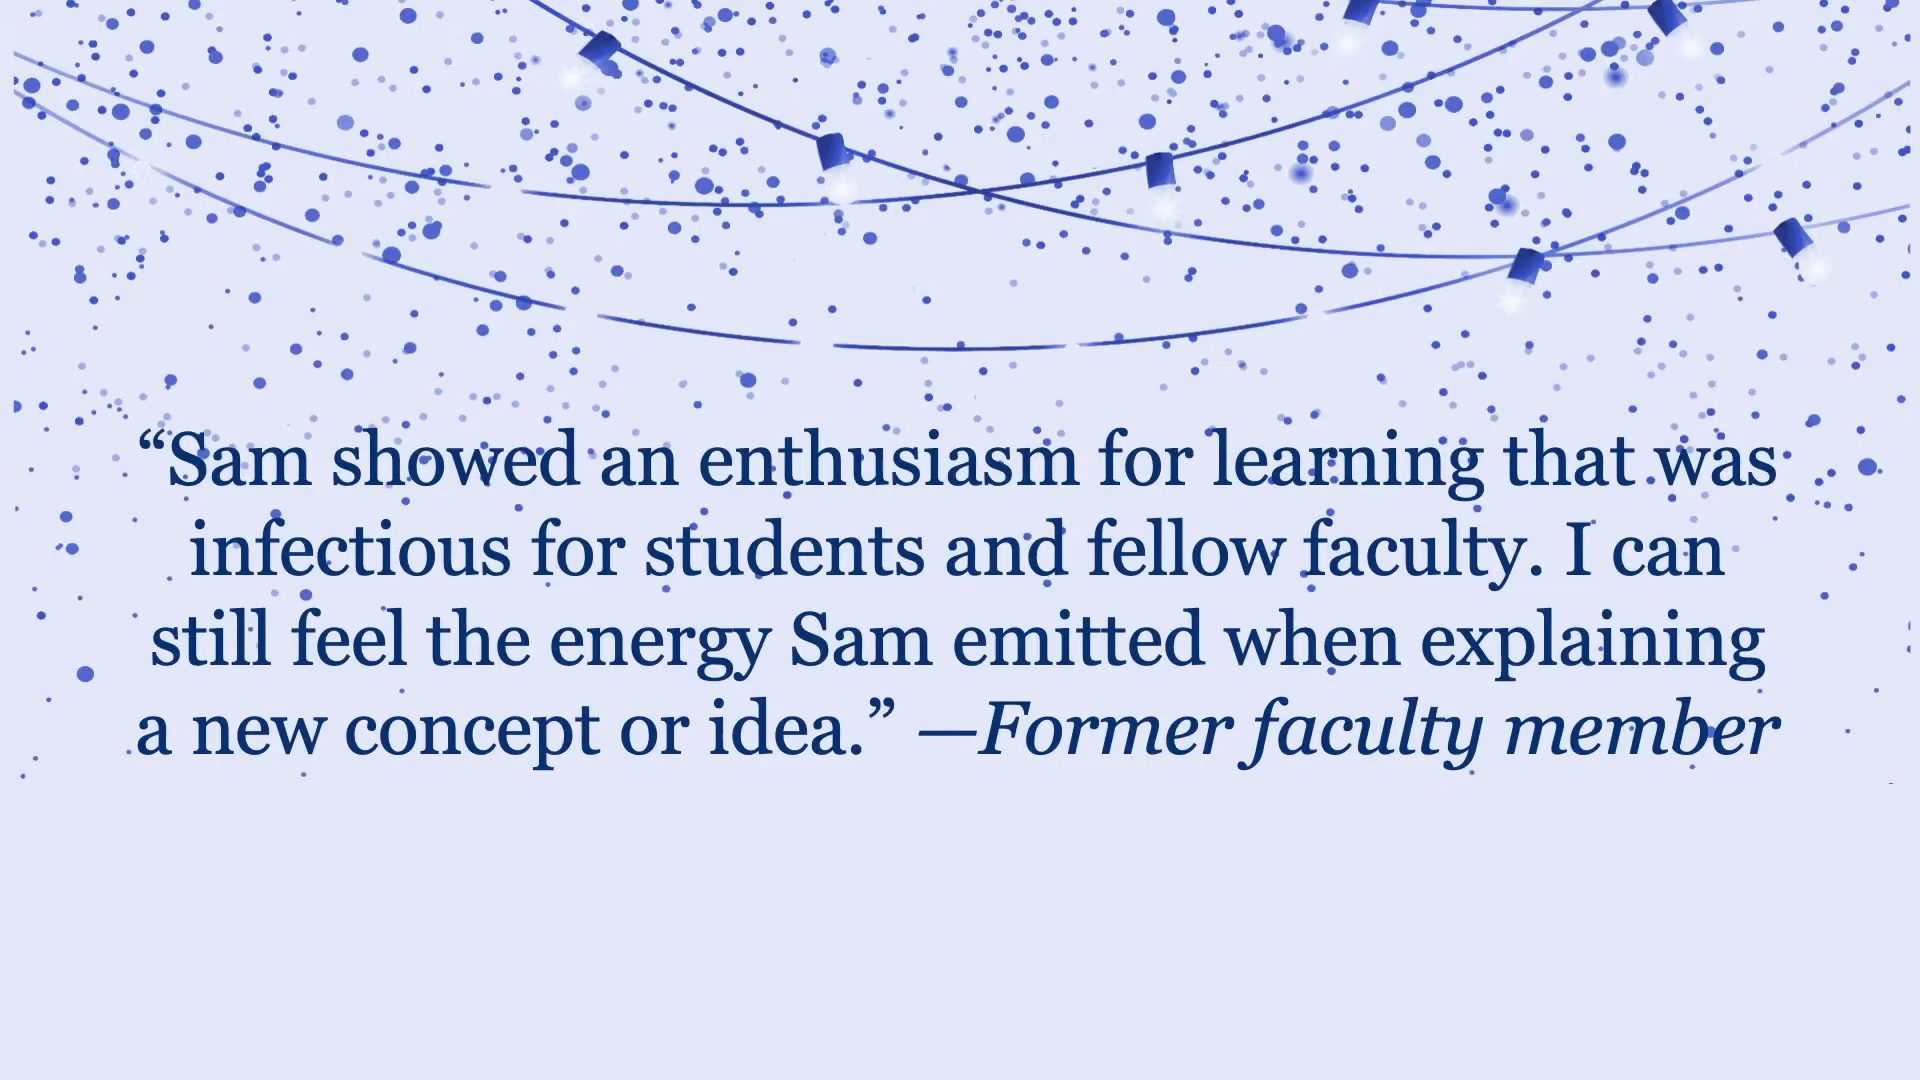 “Sam showed an enthusiasm for learning that was
infectious for students and fellow faculty. I can
still feel the energy Sam emitted when explaining
a new concept or idea.” —Former faculty member